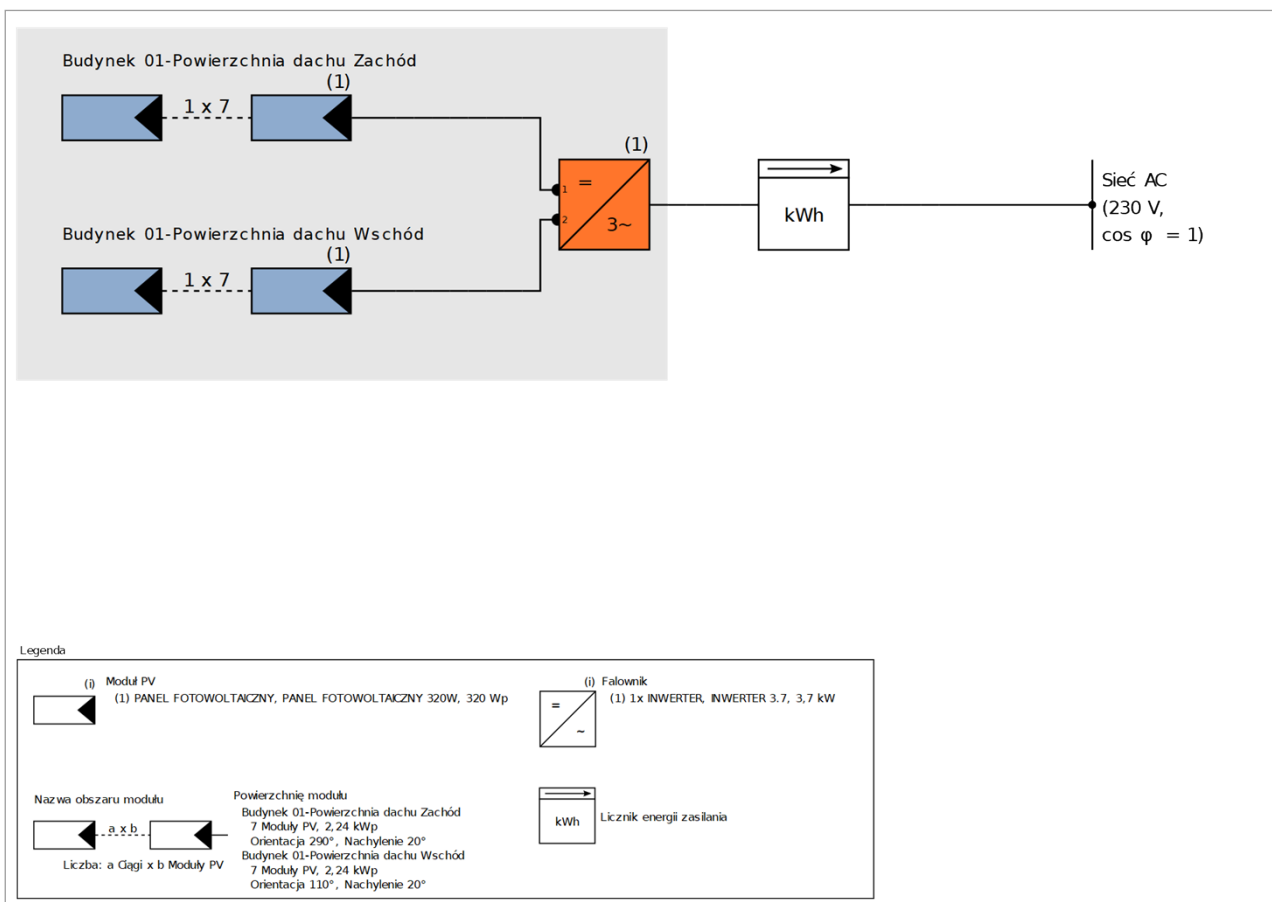 Budynek 01-Powierzchnia dachu Zachód
(1)
1 x 7
(1)
1
=
2
3~
kWh
Sieć AC
(230 V,
cos φ = 1)
Budynek 01-Powierzchnia dachu Wschód
(1)
1 x 7
Legenda
(i) Moduł PV
(1) PANEL FOTOWOLTAICZNY, PANEL FOTOWOLTAICZNY 320W, 320 Wp
(i) Falownik
(1) 1x INWERTER, INWERTER 3.7, 3,7 kW
=
~
Nazwa obszaru modułu
a x b
Liczba: a Ciągi x b Moduły PV
Powierzchnię modułu
Budynek 01-Powierzchnia dachu Zachód
7 Moduły PV, 2,24 kWp
Orientacja 290°, Nachylenie 20°
Budynek 01-Powierzchnia dachu Wschód
7 Moduły PV, 2,24 kWp
Orientacja 110°, Nachylenie 20°
kWh
Licznik energii zasilania